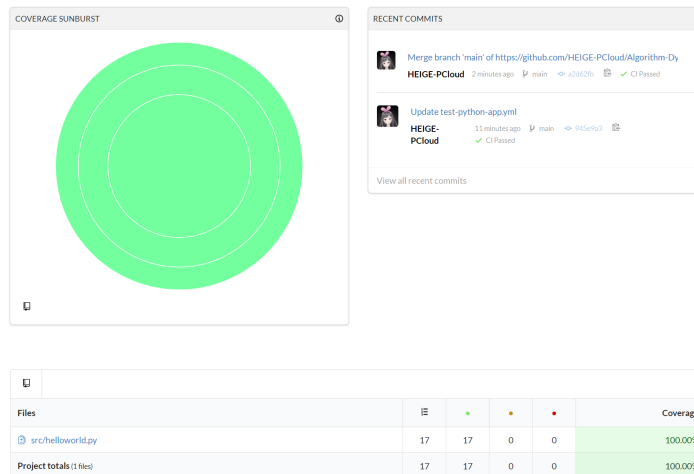 COVERAGE SUNBURST
RECENT COMMITS
Merge branch 'main' of https://github.com/HEIGE-PCloud/Algorithm-Dy
HEIGE-PCloud 2 minutes ago main a2d62fb CI Passed
Update test-python-app.yml
HEIGE-
PCloud
11 minutes ago main 945e9a3
CI Passed
View all recent commits
Files Coverag
src/helloworld.py 17 17 0 0 100.00%
Project totals (1 files) 17 17 0 0 100.00%